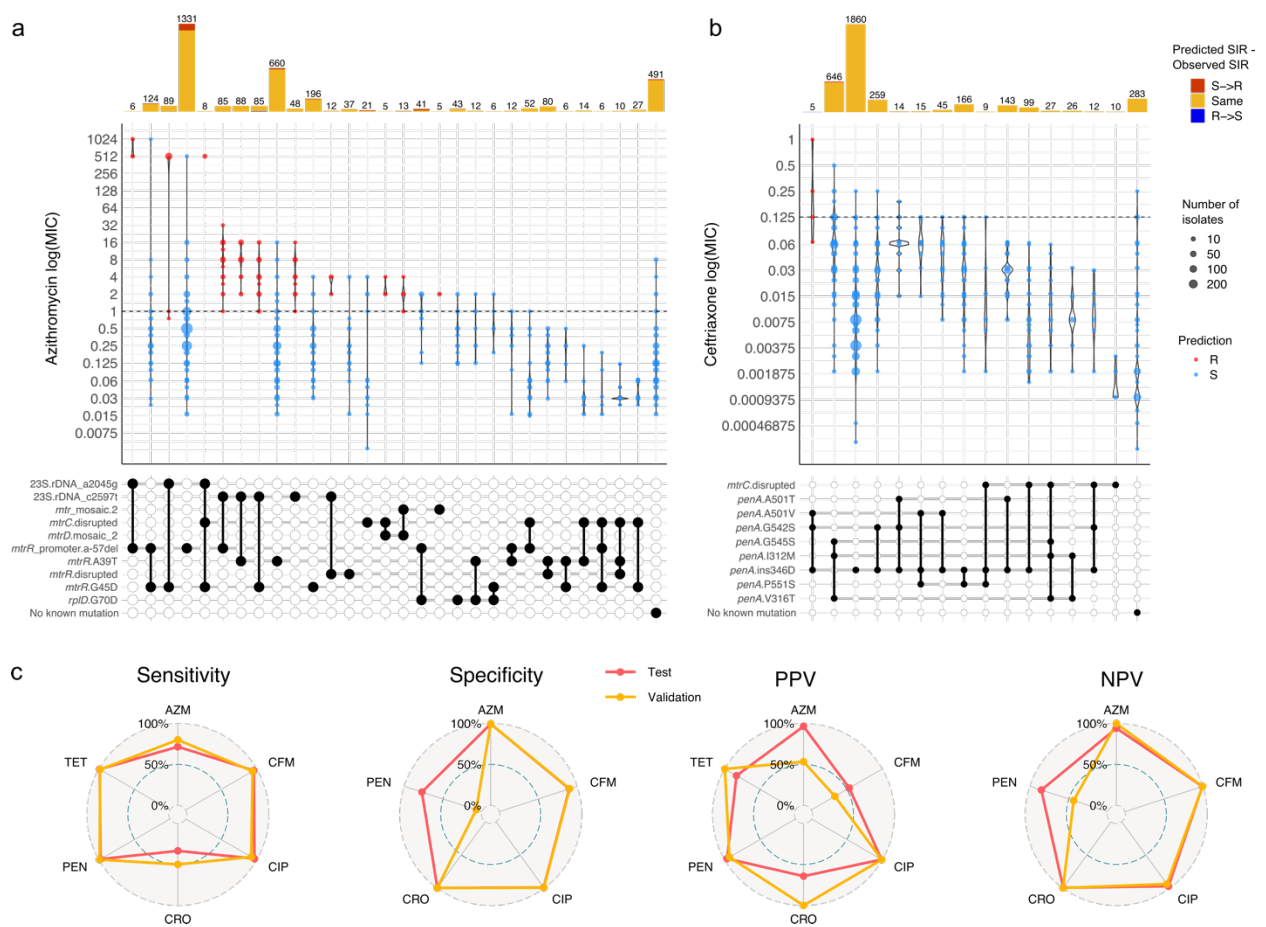 a
6 124 89 1331 8 85 88 85 660 48 196 12 37 21 5 13 41 5 43 12 6 12 52 80 6 14 6 10 27 491
Azithromycin log(MIC)
1024
512
256
128
64
32
16
8
4
2
1
0.5
0.25
0.125
0.06
0.03
0.015
0.0075
23S.rDNA_a2045g
23S.rDNA_c2597t
mtr_mosaic.2
mtrC.disrupted
mtrD.mosaic_2
mtrR_promoter.a-57del
mtrR.A39T
mtrR.disrupted
mtrR.G45D
rplD.G70D
No known mutation
b
5 646 1860 259 14 15 45 166 9 143 99 27 26 12 10 283
Ceftriaxone log(MIC)
1
0.5
0.25
0.125
0.06
0.03
0.015
0.0075
0.00375
0.001875
0.0009375
0.00046875
mtrC.disrupted
penA.A501T
penA.A501V
penA.G542S
penA.G545S
penA.I312M
penA.ins346D
penA.P551S
penA.V316T
No known mutation
Predicted SIR -
Observed SIR
S->R
Same
R->S
Number of
isolates
10
50
100
200
Prediction
R
S
c
Test
Validation
Sensitivity
AZM
100%
TET
CFM
50%
0%
PEN
CIP
CRO
Specificity
AZM
100%
PEN
CFM
50%
0%
CRO
CIP
PPV
AZM
100%
TET
CFM
50%
0%
PEN
CIP
CRO
NPV
AZM
100%
PEN
CFM
50%
0%
CRO
CIP